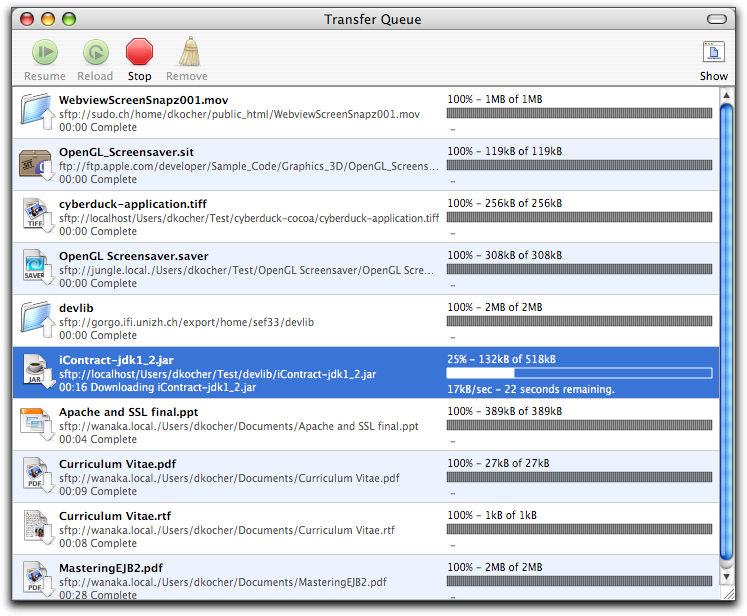 Transfer Queue
Resume Reload Stop Remove Show
WebviewScreenSnapz001.mov
sftp://sudo.ch/home/dkocher/public_html/WebviewScreenSnapz001.mov
00:00 Complete
100% – 1MB of 1MB
–
OpenGL_Screensaver.sit
ftp://ftp.apple.com/developer/Sample_Code/Graphics_3D/OpenGL_Screens...
00:00 Complete
100% – 119kB of 119kB
–
TIFF
cyberduck-application.tiff
sftp://localhost/Users/dkocher/Test/cyberduck-cocoa/cyberduck-application.tiff
00:00 Complete
100% – 256kB of 256kB
–
SAVER
OpenGL Screensaver.saver
sftp://jungle.local./Users/dkocher/Test/OpenGL Screensaver/OpenGL Scre...
00:00 Complete
100% – 308kB of 308kB
–
devlib
sftp://gorgo.ifi.unizh.ch/export/home/sef33/devlib
00:00 Complete
100% – 2MB of 2MB
–
JAR
iContract-jdk1_2.jar
sftp://localhost/Users/dkocher/Test/devlib/iContract-jdk1_2.jar
00:16 Downloading iContract-jdk1_2.jar
25% – 132kB of 518kB
17kB/sec – 22 seconds remaining.
Apache and SSL final.ppt
sftp://wanaka.local./Users/dkocher/Documents/Apache and SSL final.ppt
00:04 Complete
100% – 389kB of 389kB
–
PDF
Curriculum Vitae.pdf
sftp://wanaka.local./Users/dkocher/Documents/Curriculum Vitae.pdf
00:09 Complete
100% – 27kB of 27kB
–
Curriculum Vitae.rtf
sftp://wanaka.local./Users/dkocher/Documents/Curriculum Vitae.rtf
00:08 Complete
100% – 1kB of 1kB
–
PDF
MasteringEJB2.pdf
sftp://wanaka.local./Users/dkocher/Documents/MasteringEJB2.pdf
00:28 Complete
100% – 2MB of 2MB
–